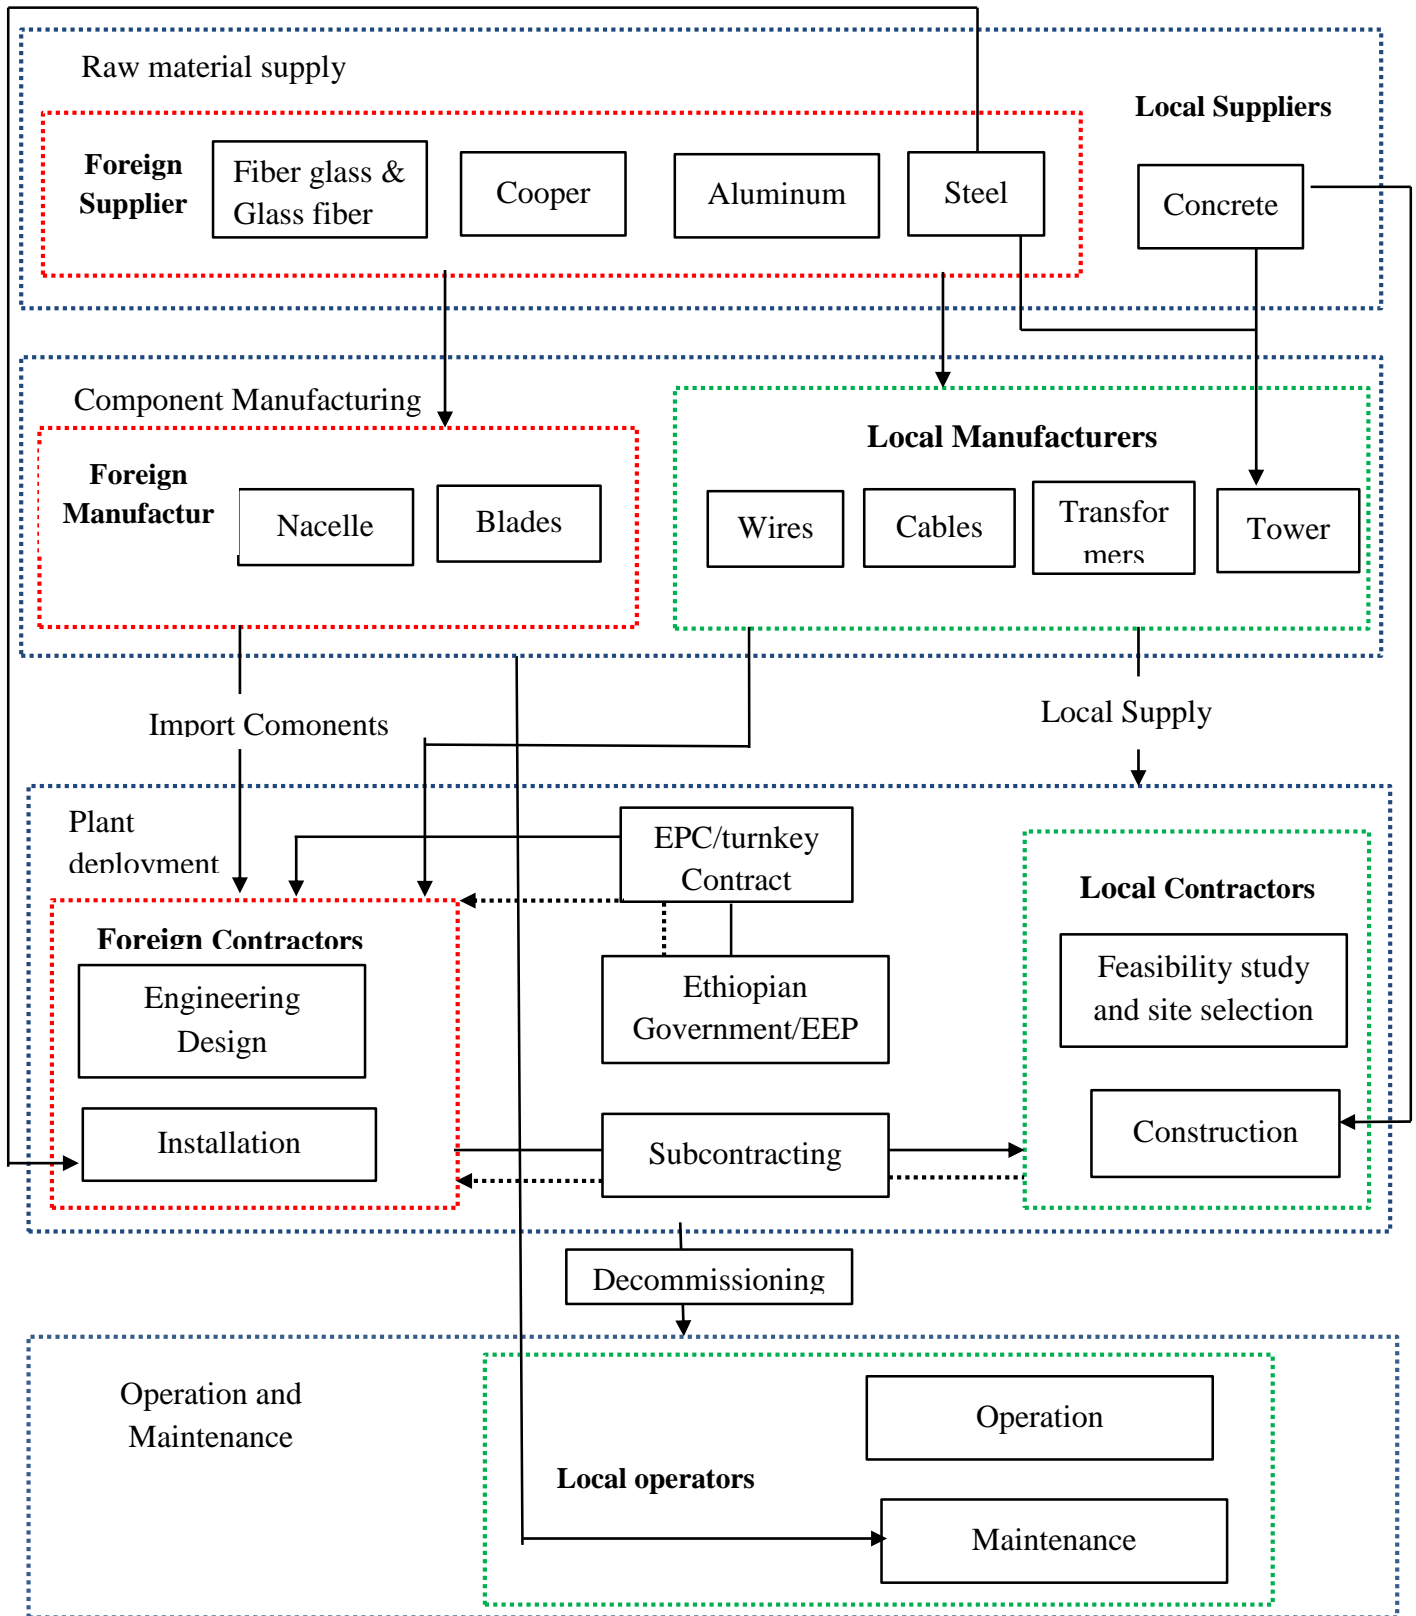 Raw material supply
Local Suppliers
Foreign
Supplier
Fiber glass &
Glass fiber
Cooper
Aluminum
Steel
Concrete
Component Manufacturing
Local Manufacturers
Foreign
Manufactur
Nacelle
Blades
Wires
Cables
Transfor
mers
Tower
Import Comonents
Local Supply
Plant
deployment
EPC/turnkey
Contract
Local Contractors
Foreign Contractors
Engineering
Design
Ethiopian
Government/EEP
Feasibility study
and site selection
Installation
Subcontracting
Construction
Decommissioning
Operation and
Maintenance
Operation
Local operators
Maintenance